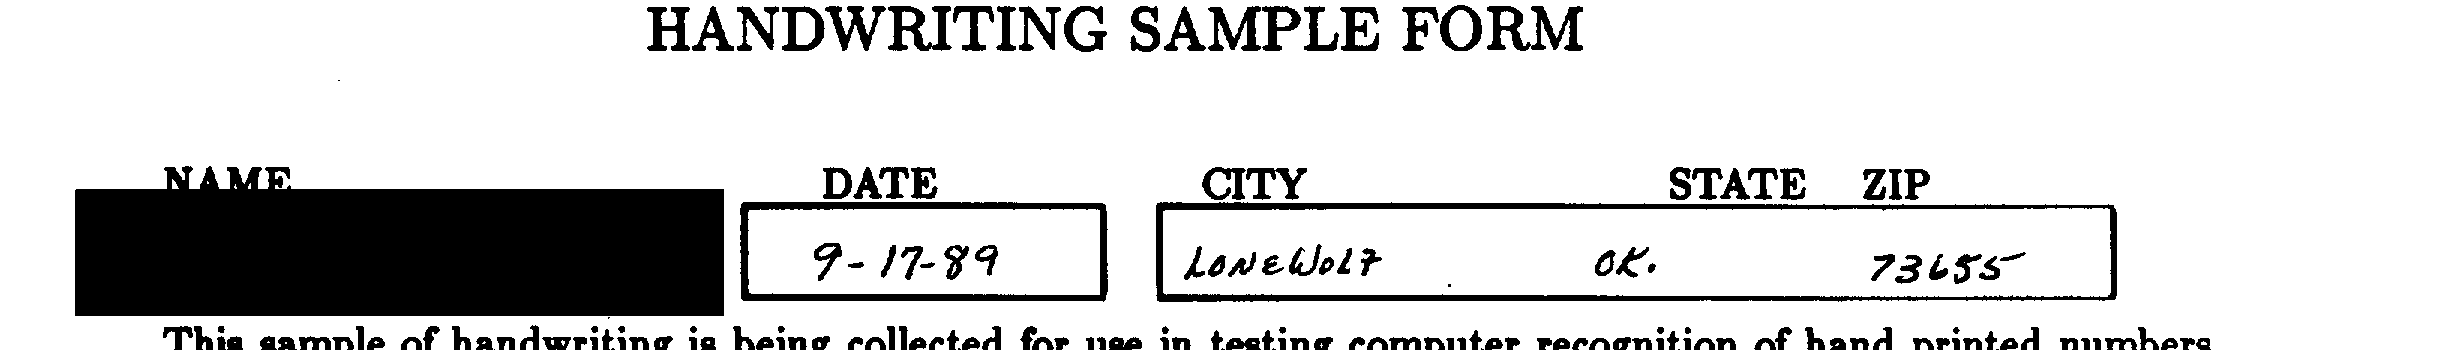 HANDWRITING SAMPLE FORM
NAME DATE CITY STATE ZIP
9-17-89 LONEWOLF OK. 73655
This sample of handwriting is being collected for use in testing computer recognition of hand printed numbers